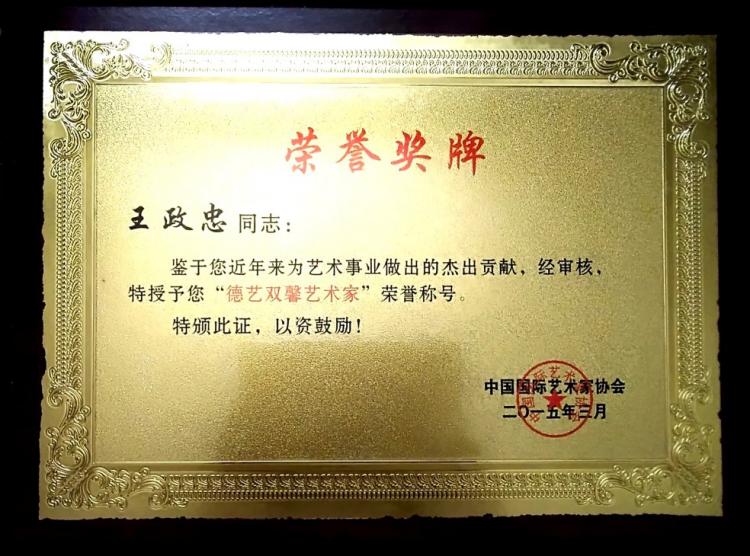 荣誉奖牌
王政忠同志：
鉴于您近年来为艺术事业做出的杰出贡献，经审核，
特授予您“德艺双馨艺术家”荣誉称号。
特颁此证，以资鼓励！
中国国际艺术家协会
二〇一五年三月